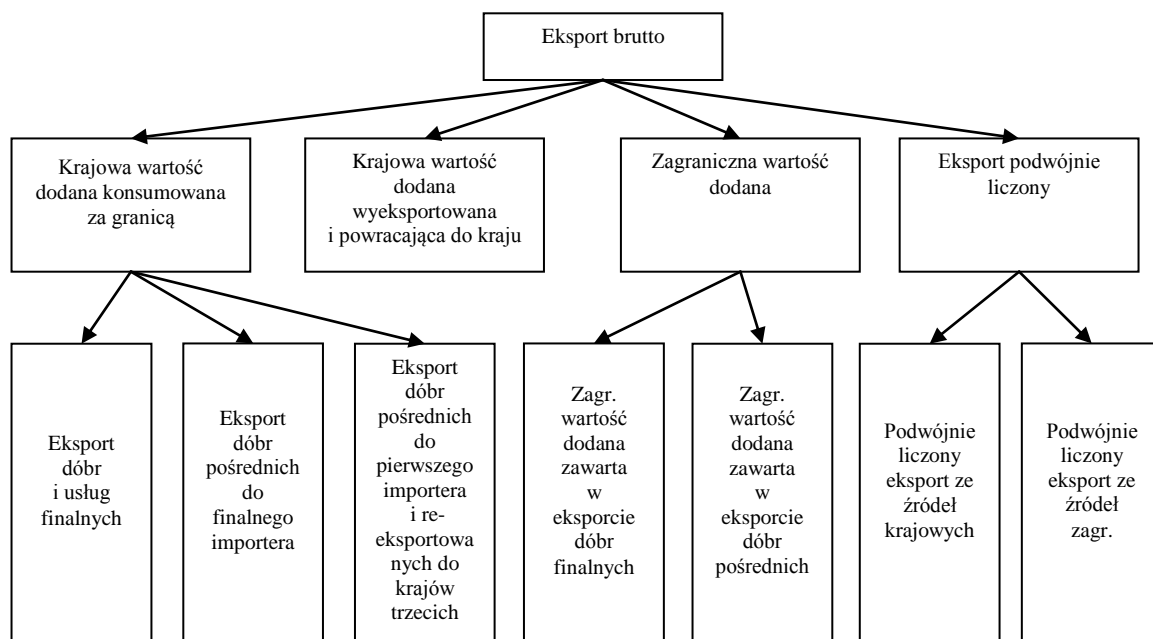 Eksport brutto
Krajowa wartość
dodana konsumowana
za granicą
Krajowa wartość
dodana
wyeksportowana
i powracająca do kraju
Zagraniczna wartość
dodana
Eksport podwójnie
liczony
Eksport
dóbr
i usług
finalnych
Eksport
dóbr
pośrednich
do
finalnego
importera
Eksport
dóbr
pośrednich
do
pierwszego
importera
i re-
eksportowa
nych do
krajów
trzecich
Zagr.
wartość
dodana
zawarta
w
eksporcie
dóbr
finalnych
Zagr.
wartość
dodana
zawarta
w
eksporcie
dóbr
pośrednich
Podwójnie
liczony
eksport ze
źródeł
krajowych
Podwójnie
liczony
eksport ze
źródeł
zagr.